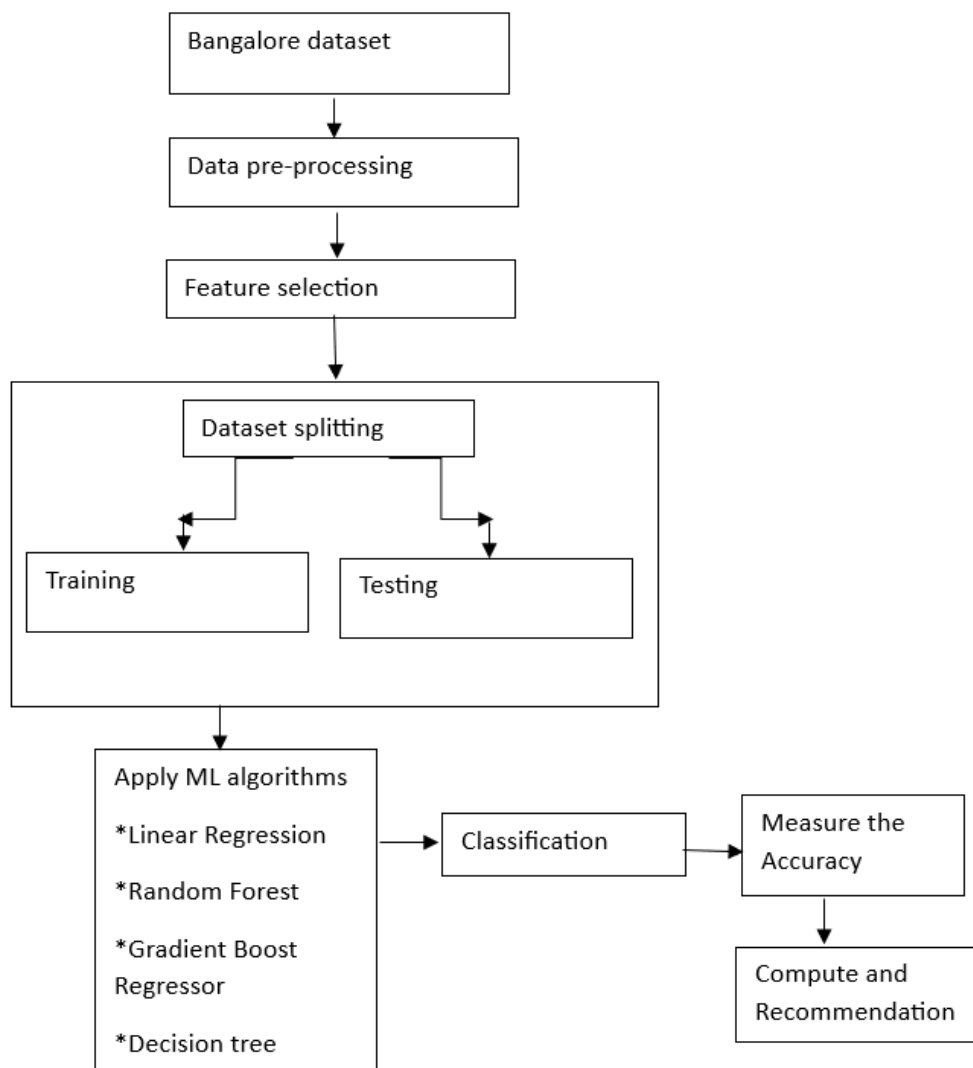 Bangalore dataset
Data pre-processing
Feature selection
Dataset splitting
Training
Testing
Apply ML algorithms
*Linear Regression
*Random Forest
*Gradient Boost
Regressor
*Decision tree
Classification
Measure the
Accuracy
Compute and
Recommendation